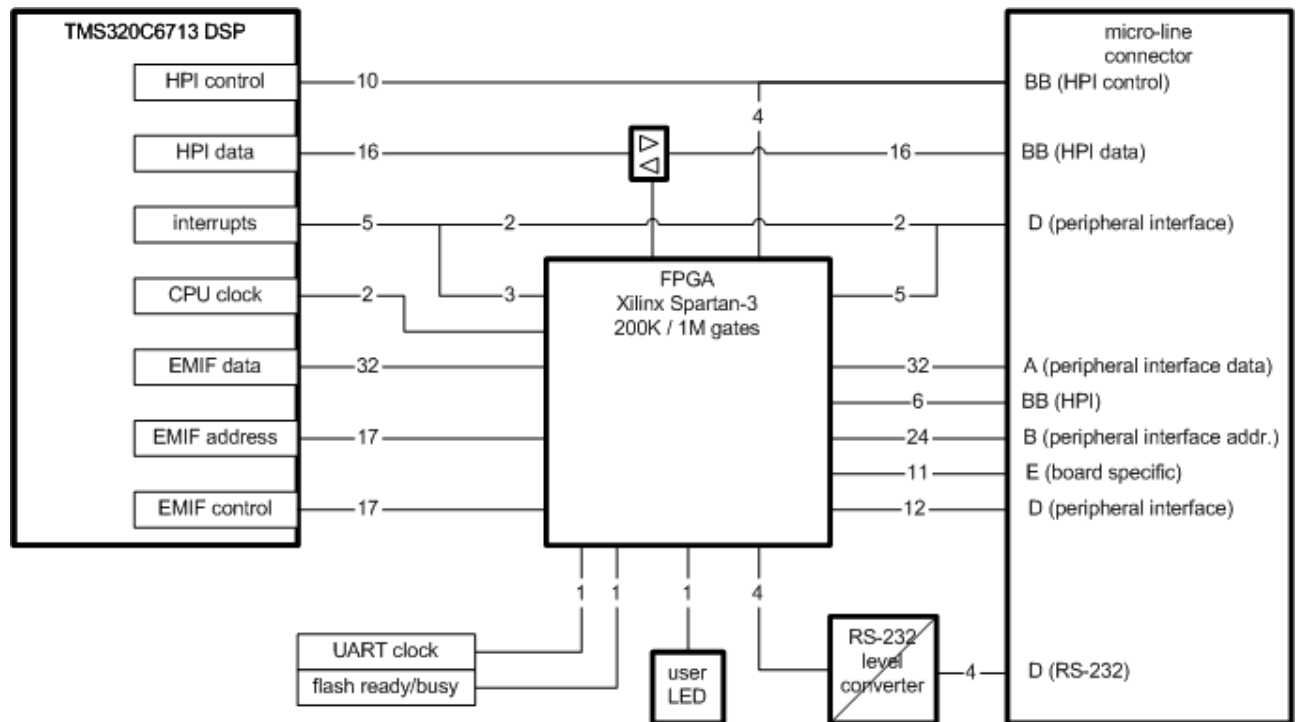 TMS320C6713 DSP
micro-line
connector
HPI control
10
BB (HPI control)
4
HPI data
16
16
BB (HPI data)
interrupts
5
2
2
D (peripheral interface)
FPGA
Xilinx Spartan-3
200K / 1M gates
CPU clock
2
3
5
EMIF data
32
32
A (peripheral interface data)
6
BB (HPI)
EMIF address
17
24
B (peripheral interface addr.)
11
E (board specific)
EMIF control
17
12
D (peripheral interface)
1
1
1
4
UART clock
flash ready/busy
user
LED
RS-232
level
converter
4
D (RS-232)